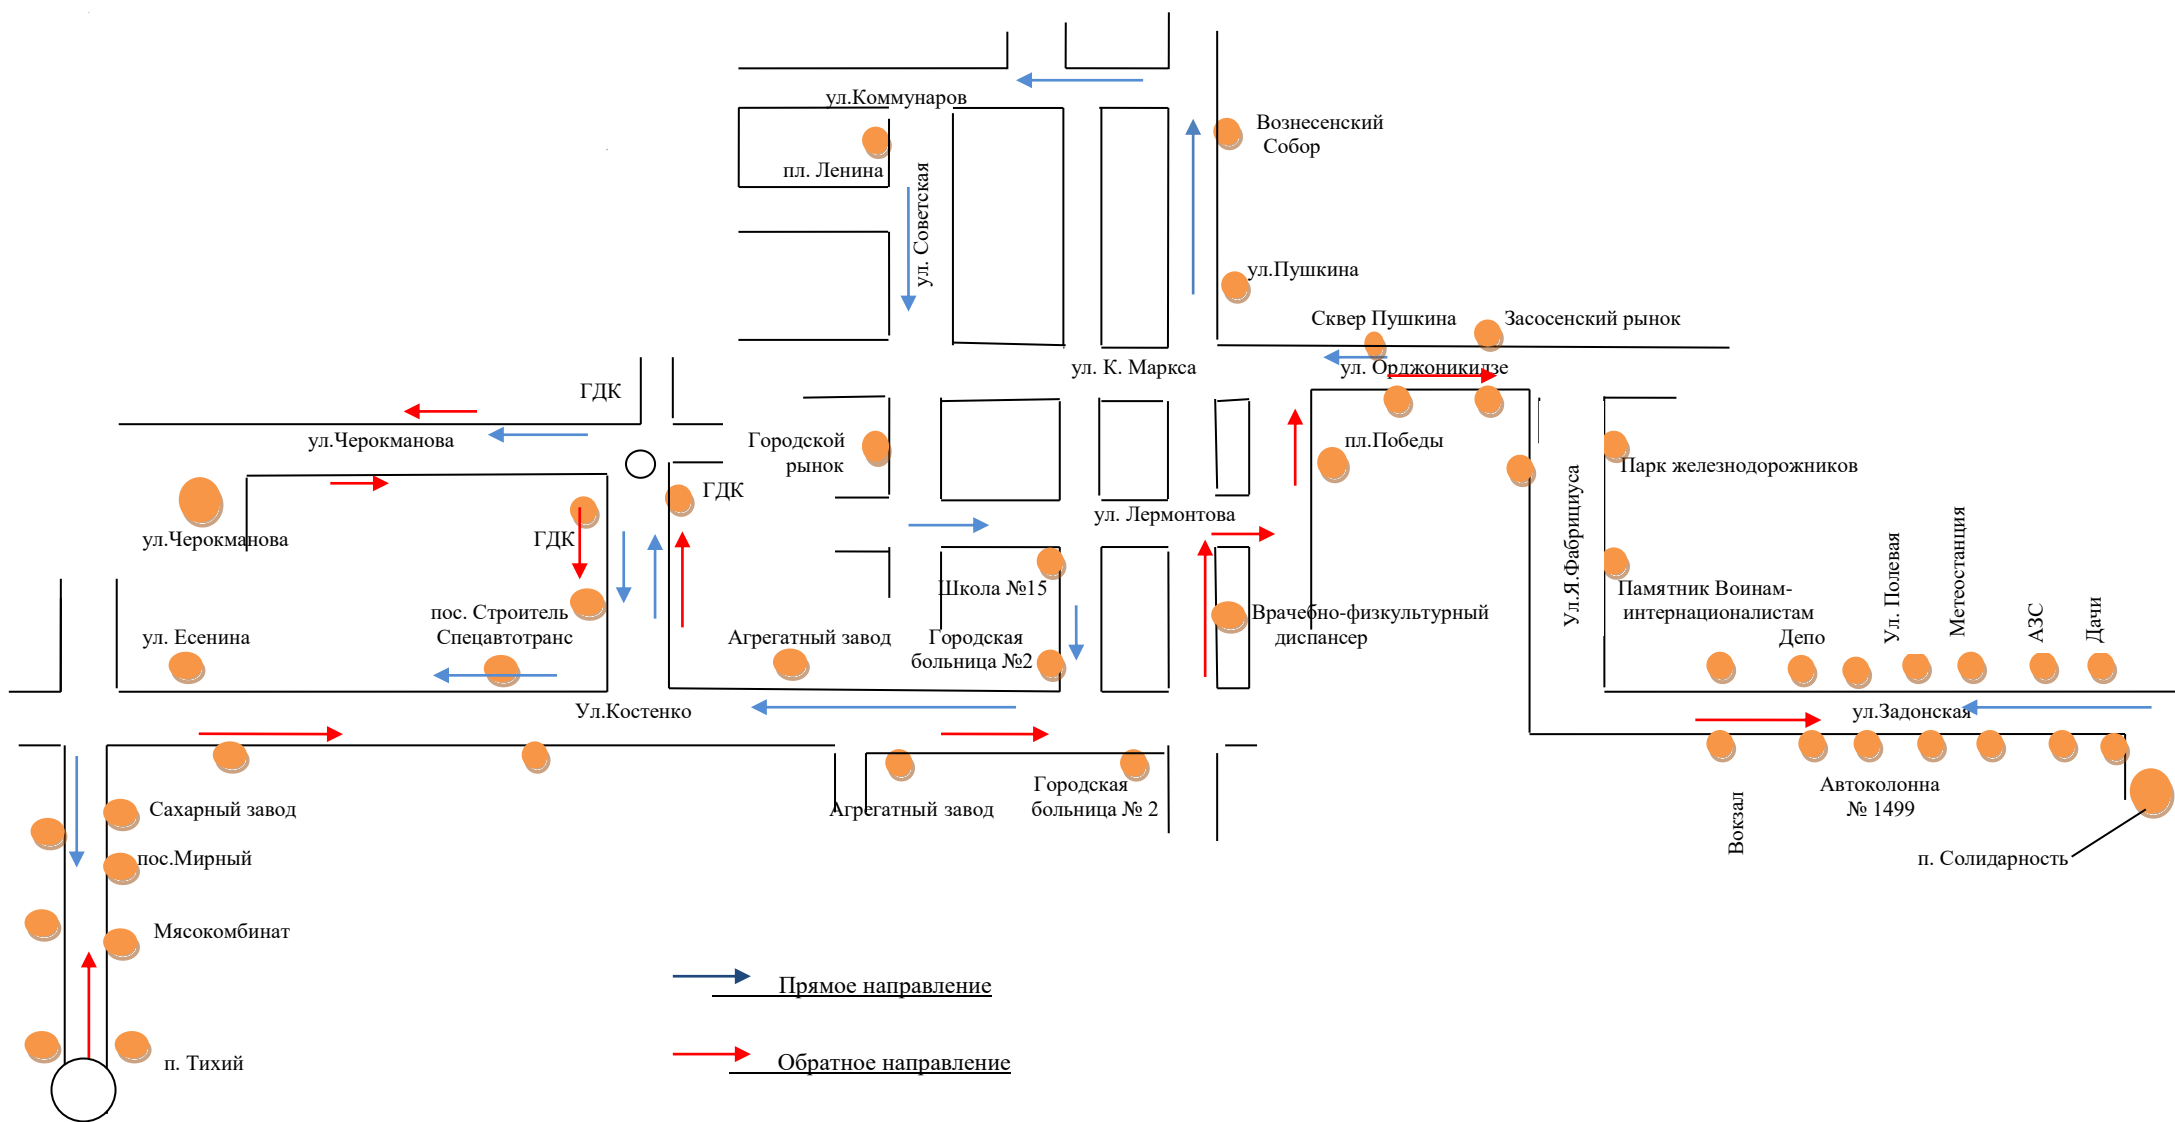 ул.Коммунаров
Вознесенский
Собор
пл. Ленина
ул. Советская
ул.Пушкина
Сквер Пушкина
Засосенский рынок
ул. К. Маркса
ул. Орджоникидзе
ГДК
ул.Черокманова
Городской
рынок
пл.Победы
Парк железнодорожников
ГДК
ул. Лермонтова
ул.Черокманова
ГДК
Ул.Я.Фабрициуса
Школа №15
Памятник Воинам-
интернационалистам
Ул. Полевая
Метеостанция
АЗС
Дачи
пос. Строитель
Спецавтотранс
Врачебно-физкультурный
диспансер
ул. Есенина
Агрегатный завод
Городская
больница №2
Депо
Ул.Костенко
ул.Задонская
Сахарный завод
Агрегатный завод
Городская
больница № 2
Вокзал
Автоколонна
№ 1499
пос.Мирный
п. Солидарность
Мясокомбинат
Прямое направление
п. Тихий
Обратное направление